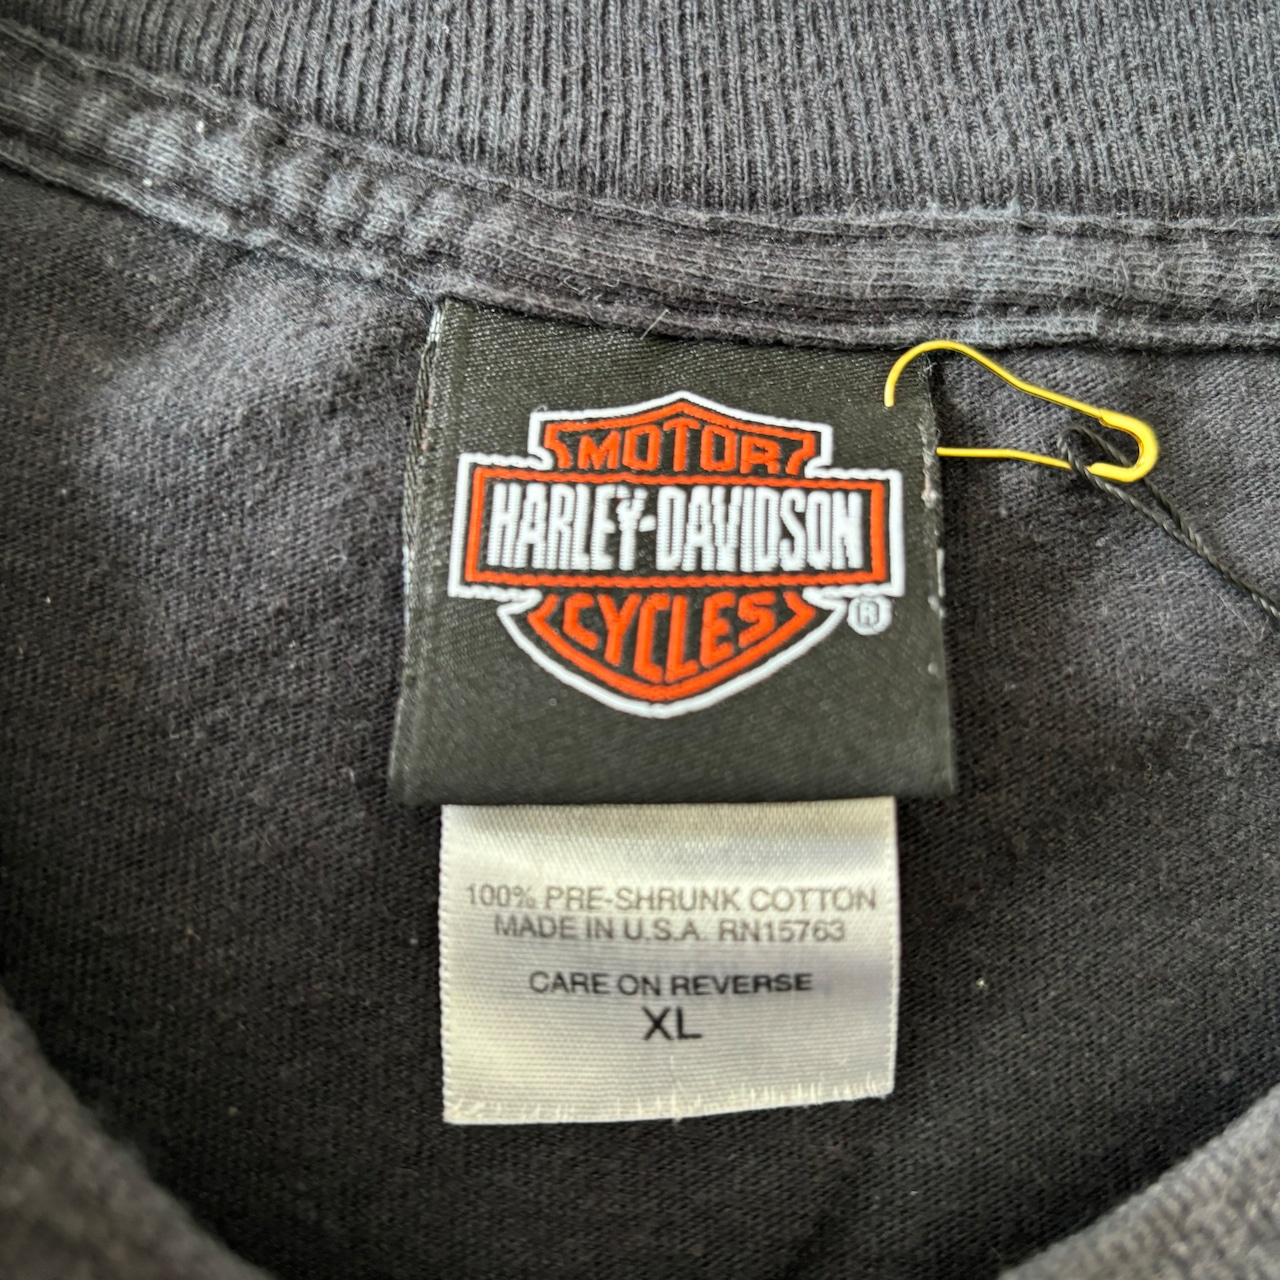 MOTOR
HARLEY-DAVIDSON
CYCLES
®
100% PRE-SHRUNK COTTON
MADE IN U.S.A. RN15763
CARE ON REVERSE
XL